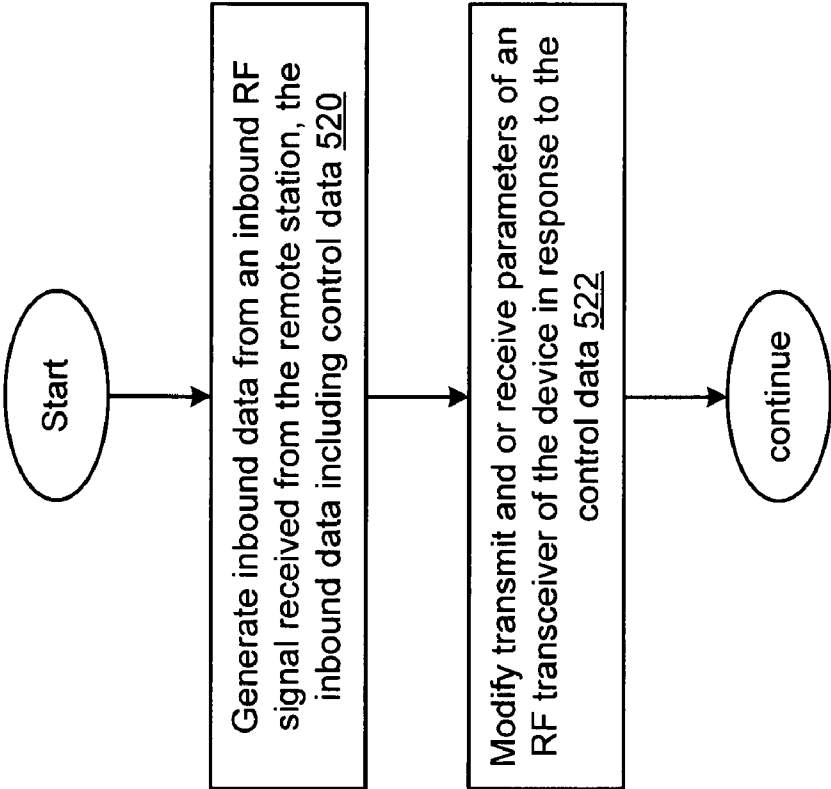 Start
Generate inbound data from an inbound RF
signal received from the remote station, the
inbound data including control data 520
Modify transmit and or receive parameters of an
RF transceiver of the device in response to the
control data 522
continue